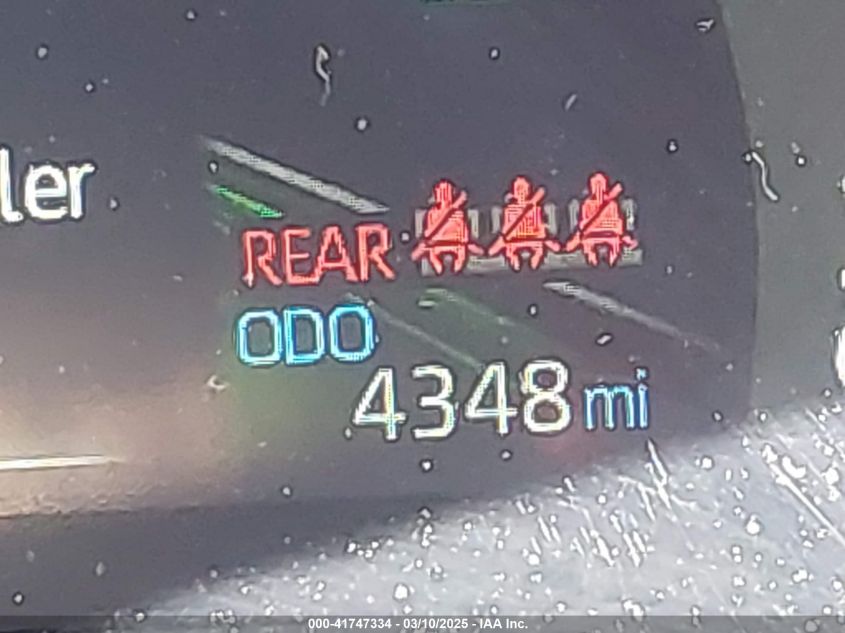 ler
REAR
ODO
4348 mi
000-41747334 - 03/10/2025 - IAA Inc.